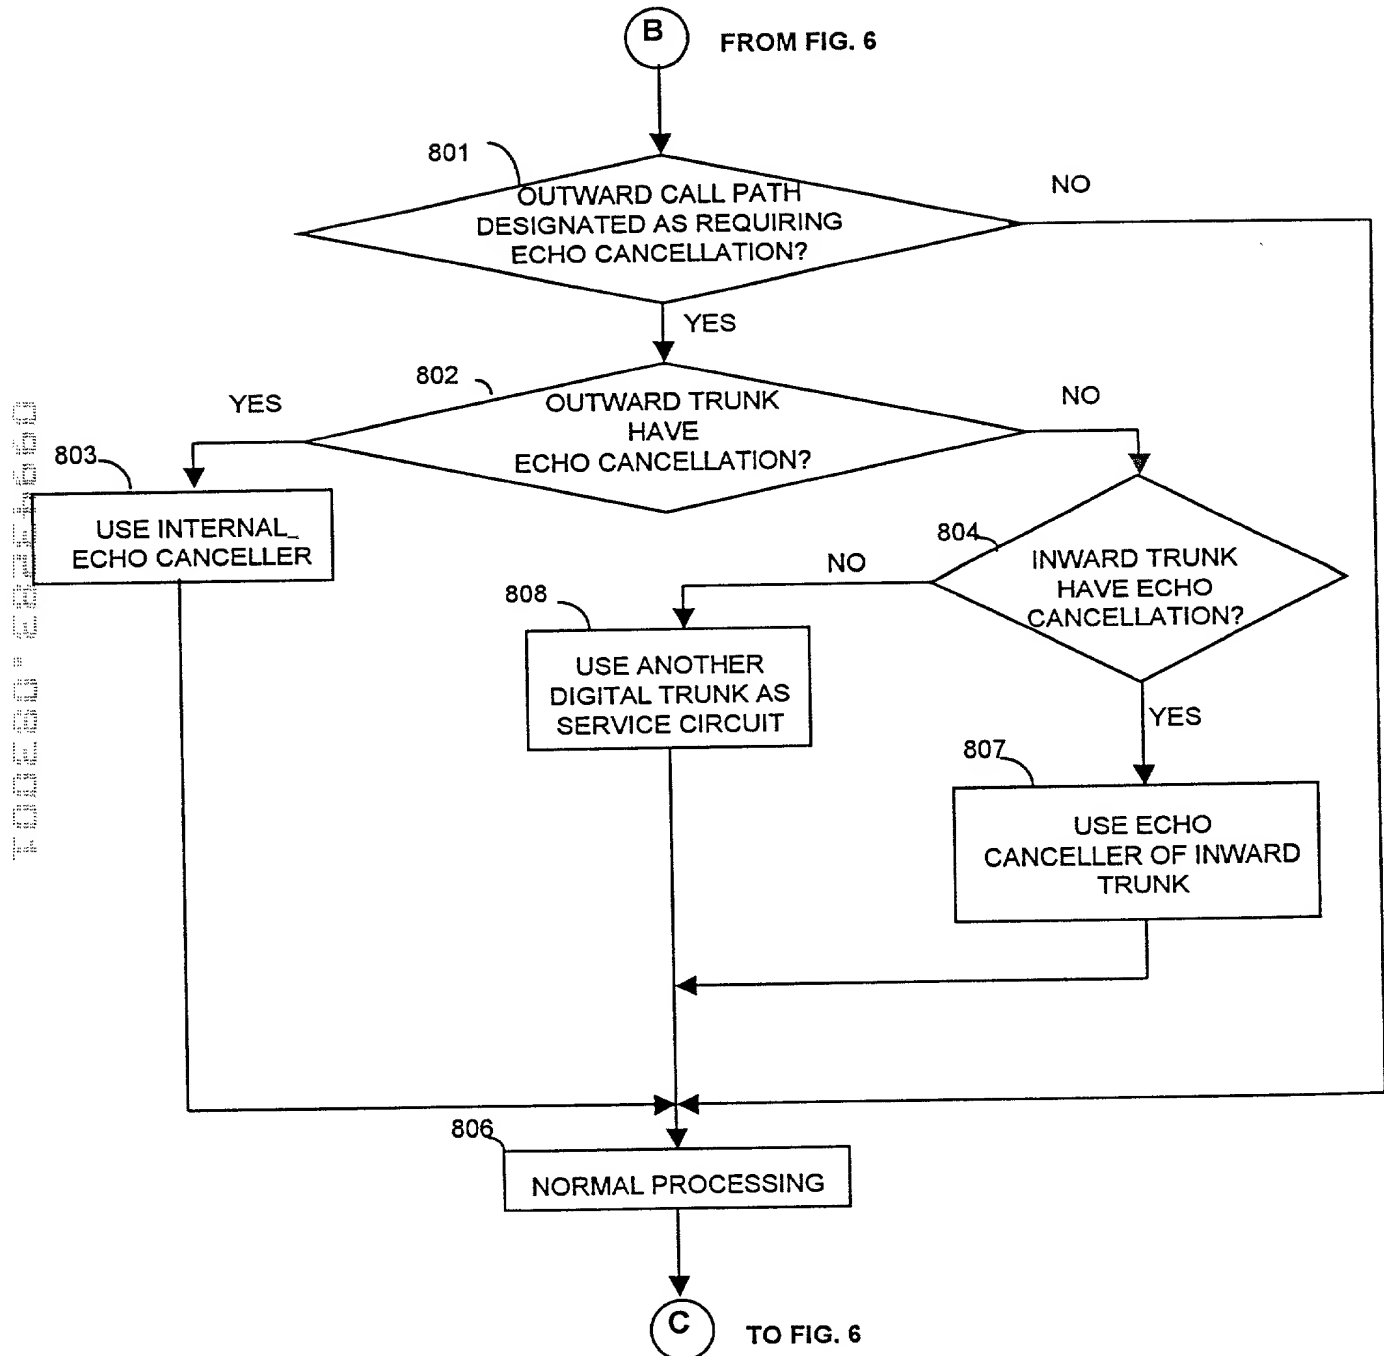 B
FROM FIG. 6
801
OUTWARD CALL PATH
DESIGNATED AS REQUIRING
ECHO CANCELLATION?
NO
YES
802
OUTWARD TRUNK
HAVE
ECHO CANCELLATION?
YES
NO
803
USE INTERNAL_
ECHO CANCELLER
804
INWARD TRUNK
HAVE ECHO
CANCELLATION?
NO
808
USE ANOTHER
DIGITAL TRUNK AS
SERVICE CIRCUIT
YES
807
USE ECHO
CANCELLER OF INWARD
TRUNK
806
NORMAL PROCESSING
C
TO FIG. 6